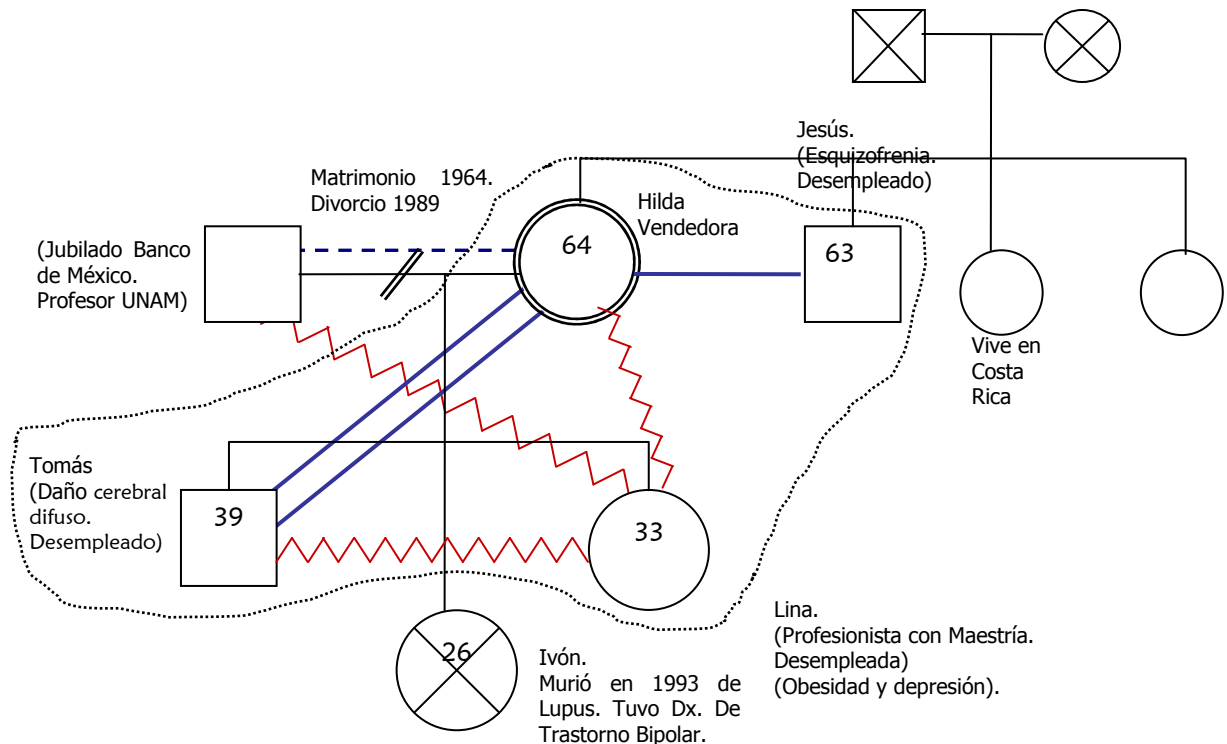 Jesús.
(Esquizofrenia.
Desempleado)
Matrimonio 1964.
Divorcio 1989
Hilda
Vendedora
64
63
(Jubilado Banco
de México.
Profesor UNAM)
Vive en
Costa
Rica
Tomás
(Daño cerebral
difuso.
Desempleado)
39
33
Lina.
(Profesionista con Maestría.
Desempleada)
(Obesidad y depresión).
26
Ivón.
Murió en 1993 de
Lupus. Tuvo Dx. De
Trastorno Bipolar.